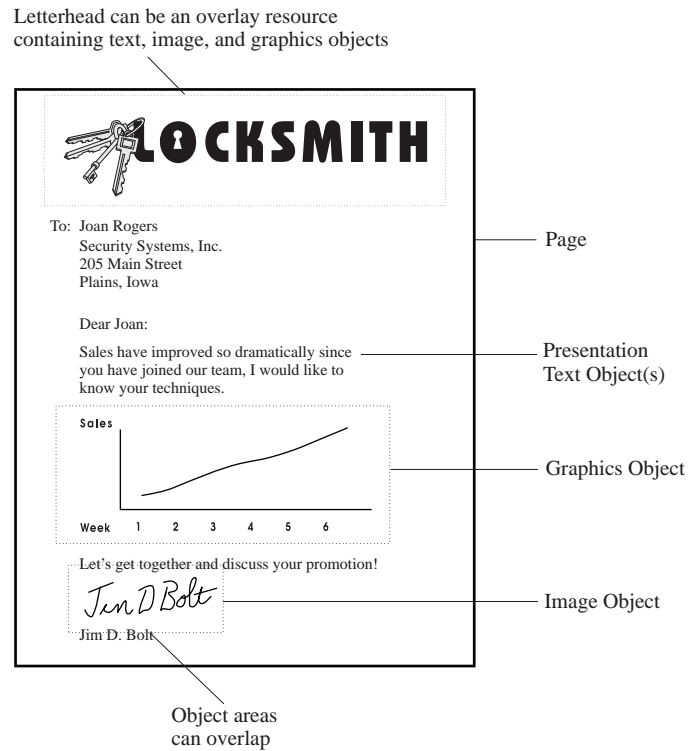 Letterhead can be an overlay resource
containing text, image, and graphics objects
LOCKSMITH
To: Joan Rogers
Security Systems, Inc.
205 Main Street
Plains, Iowa
Page
Dear Joan:
Sales have improved so dramatically since
you have joined our team, I would like to
know your techniques.
Presentation
Text Object(s)
Sales
Week 1 2 3 4 5 6
Graphics Object
Let's get together and discuss your promotion!
Jim D Bolt
Image Object
Jim D. Bolt
Object areas
can overlap